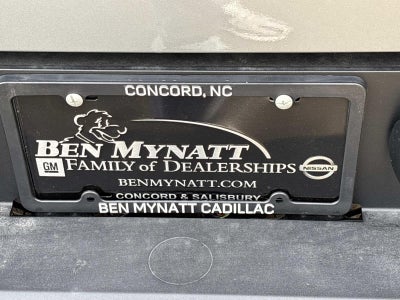 CONCORD, NC
BEN MYNATT
GM FAMILY OF DEALERSHIPS NISSAN
BENMYNATT.COM
CONCORD & SALISBURY
BEN MYNATT CADILLAC